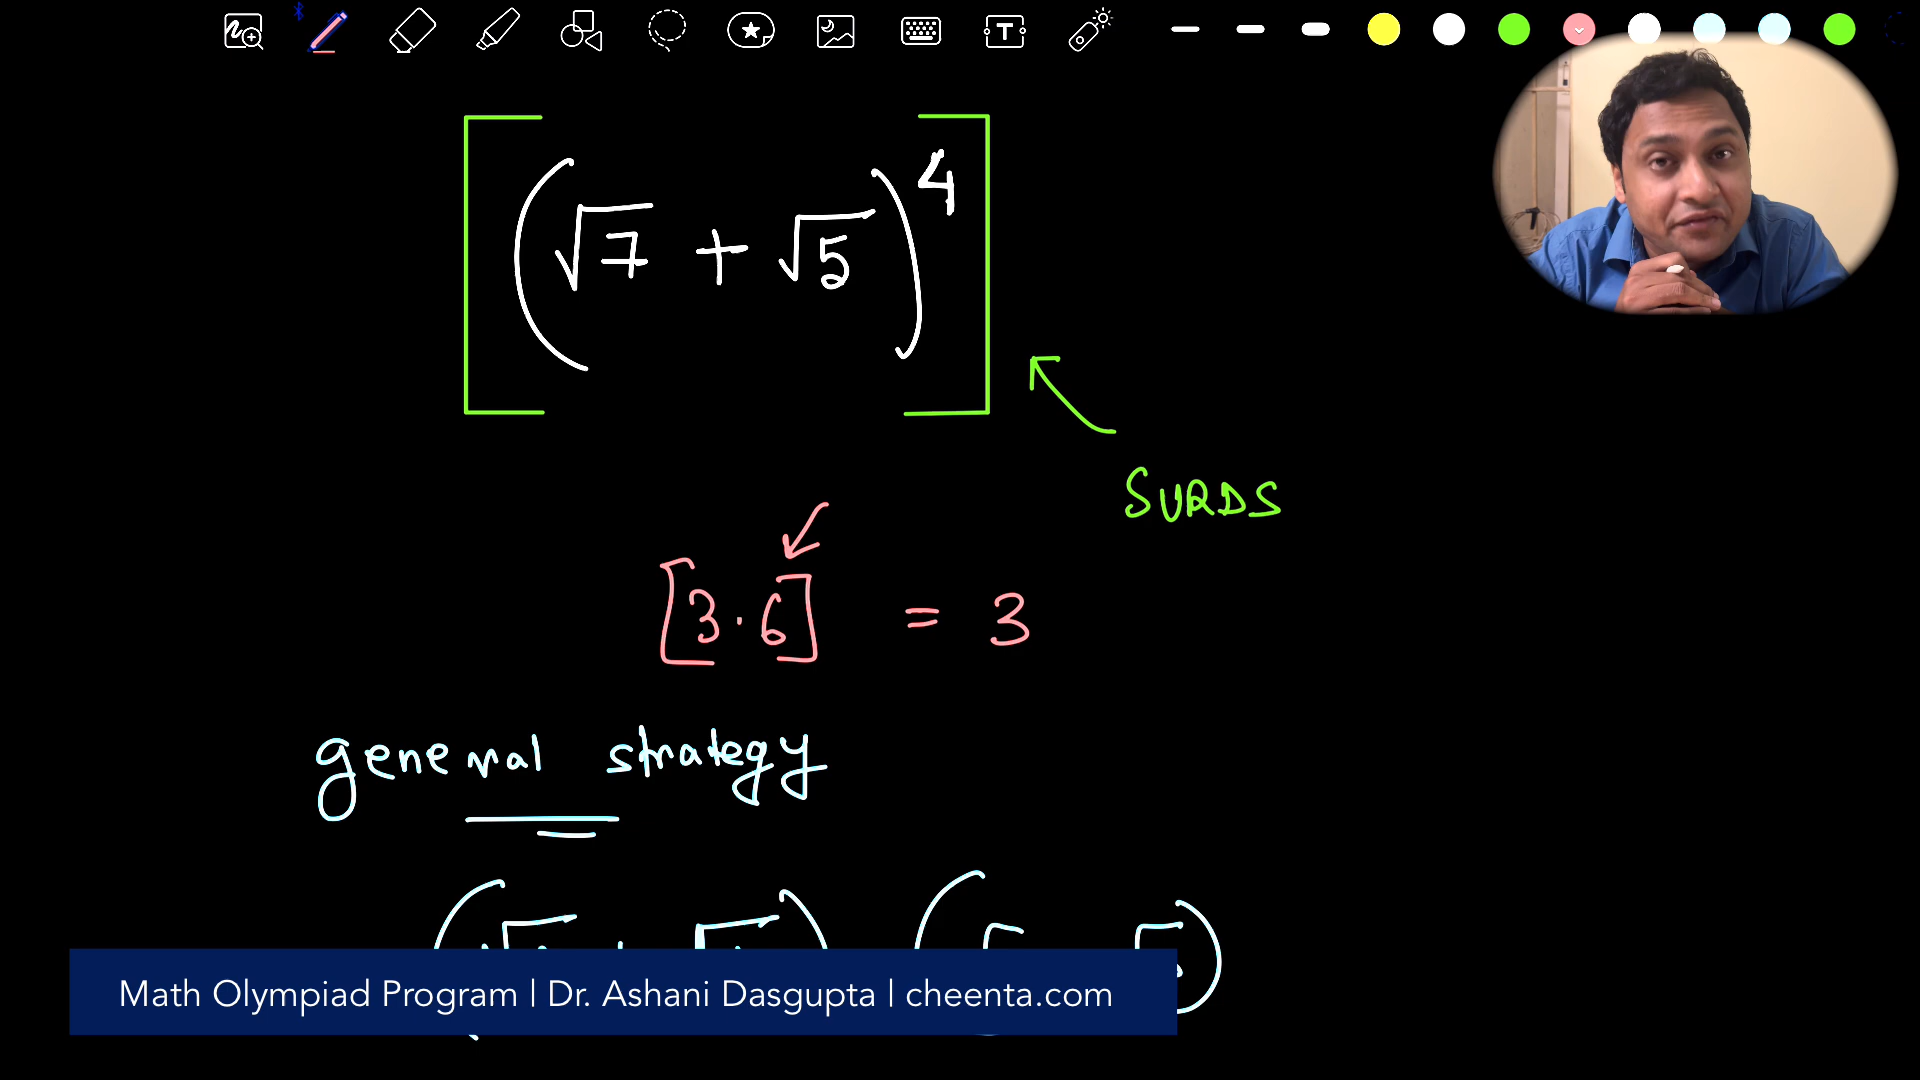 [(√7 + √5)^4]
SURDS
[3.6] = 3
general strategy
Math Olympiad Program | Dr. Ashani Dasgupta | cheenta.com